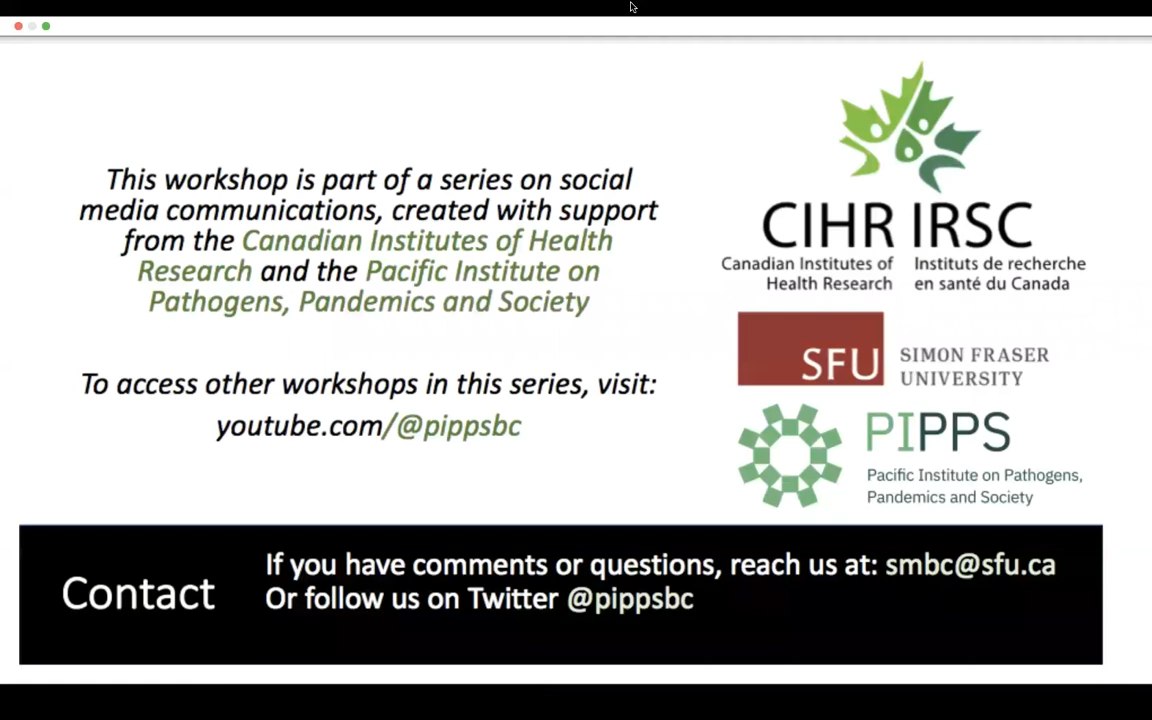 This workshop is part of a series on social
media communications, created with support
from the Canadian Institutes of Health
Research and the Pacific Institute on
Pathogens, Pandemics and Society
To access other workshops in this series, visit:
youtube.com/@pippsbc
CIHR IRSC
Canadian Institutes of
Health Research
Instituts de recherche
en santé du Canada
SFU
SIMON FRASER
UNIVERSITY
PIPPS
Pacific Institute on Pathogens,
Pandemics and Society
Contact
If you have comments or questions, reach us at: smbc@sfu.ca
Or follow us on Twitter @pippsbc